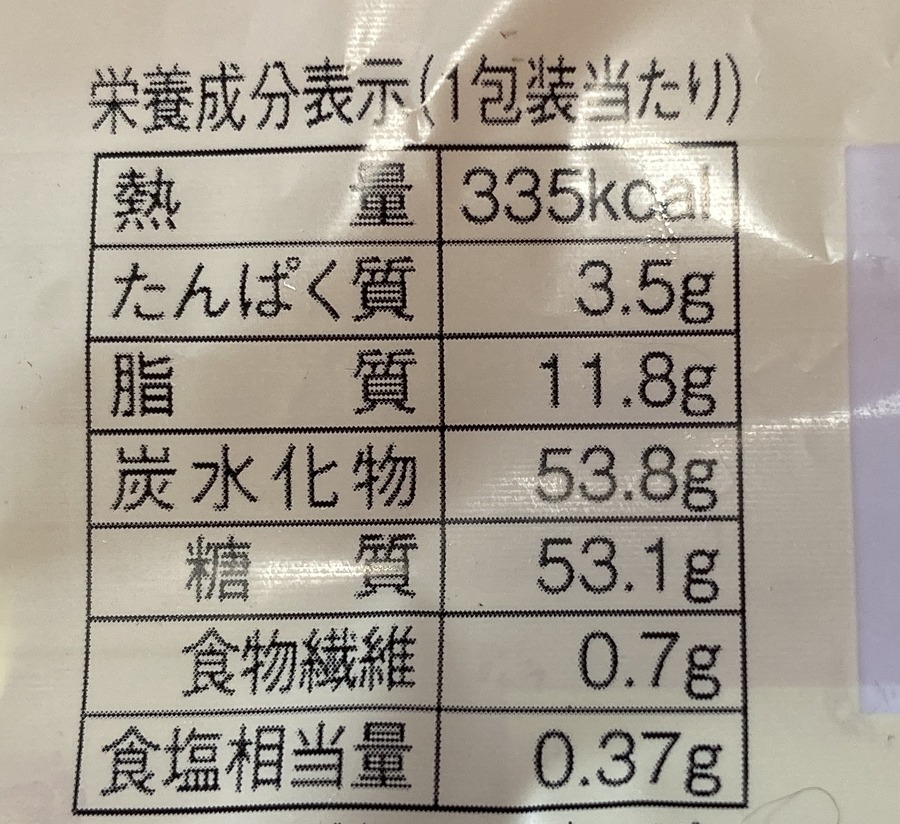 栄養成分表示(1包装当たり)
熱量 335kcal
たんぱく質 3.5g
脂質 11.8g
炭水化物 53.8g
糖質 53.1g
食物繊維 0.7g
食塩相当量 0.37g